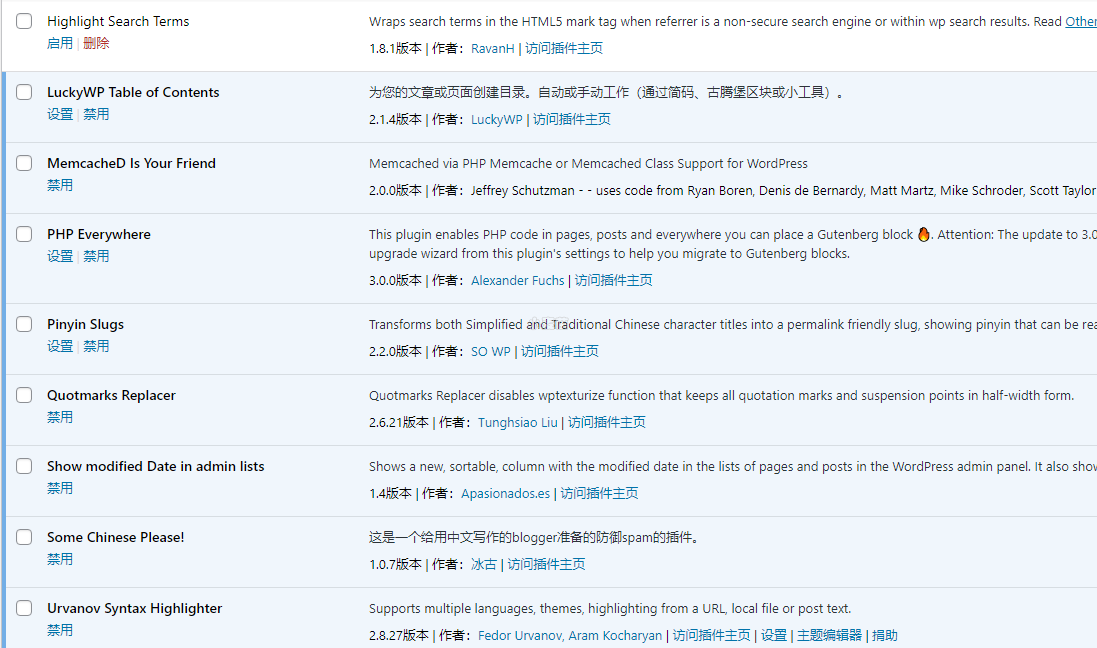 Highlight Search Terms
Wraps search terms in the HTML5 mark tag when referrer is a non-secure search engine or within wp search results. Read Other
启用 | 删除
1.8.1版本 | 作者：RavanH | 访问插件主页
LuckyWP Table of Contents
为您的文章或页面创建目录。自动或手动工作（通过简码、古腾堡区块或小工具）。
设置 | 禁用
2.1.4版本 | 作者：LuckyWP | 访问插件主页
MemcacheD Is Your Friend
Memcached via PHP Memcache or Memcached Class Support for WordPress
禁用
2.0.0版本 | 作者：Jeffrey Schutzman - - uses code from Ryan Boren, Denis de Bernardy, Matt Martz, Mike Schroder, Scott Taylor
PHP Everywhere
This plugin enables PHP code in pages, posts and everywhere you can place a Gutenberg block 🔥. Attention: The update to 3.0
设置 | 禁用
upgrade wizard from this plugin's settings to help you migrate to Gutenberg blocks.
3.0.0版本 | 作者：Alexander Fuchs | 访问插件主页
Pinyin Slugs
Transforms both Simplified and Traditional Chinese character titles into a permalink friendly slug, showing pinyin that can be rea
设置 | 禁用
2.2.0版本 | 作者：SO WP | 访问插件主页
Quotmarks Replacer
Quotmarks Replacer disables wptexturize function that keeps all quotation marks and suspension points in half-width form.
禁用
2.6.21版本 | 作者：Tunghsiao Liu | 访问插件主页
Show modified Date in admin lists
Shows a new, sortable, column with the modified date in the lists of pages and posts in the WordPress admin panel. It also show
禁用
1.4版本 | 作者：Apasionados.es | 访问插件主页
Some Chinese Please!
这是一个给用中文写作的blogger准备的防御spam的插件。
禁用
1.0.7版本 | 作者：冰古 | 访问插件主页
Urvanov Syntax Highlighter
Supports multiple languages, themes, highlighting from a URL, local file or post text.
禁用
2.8.27版本 | 作者：Fedor Urvanov, Aram Kocharyan | 访问插件主页 | 设置 | 主题编辑器 | 捐助